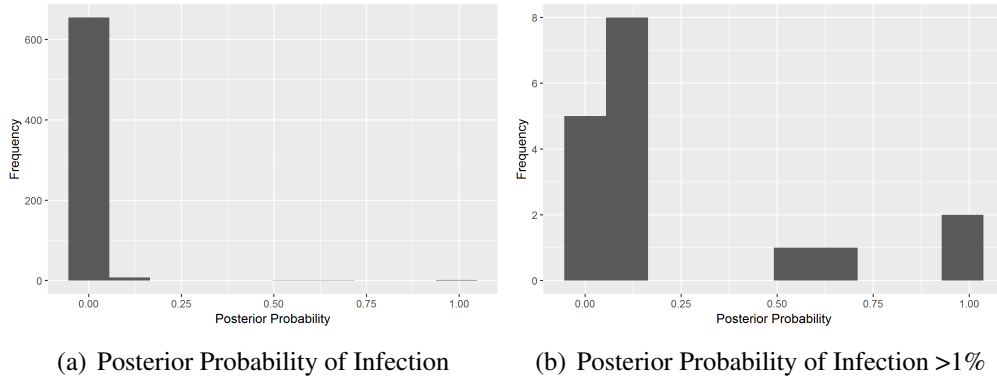 600
400
200
0
Frequency
0.00 0.25 0.50 0.75 1.00
Posterior Probability
(a) Posterior Probability of Infection
8
6
4
2
0
Frequency
0.00 0.25 0.50 0.75 1.00
Posterior Probability
(b) Posterior Probability of Infection >1%